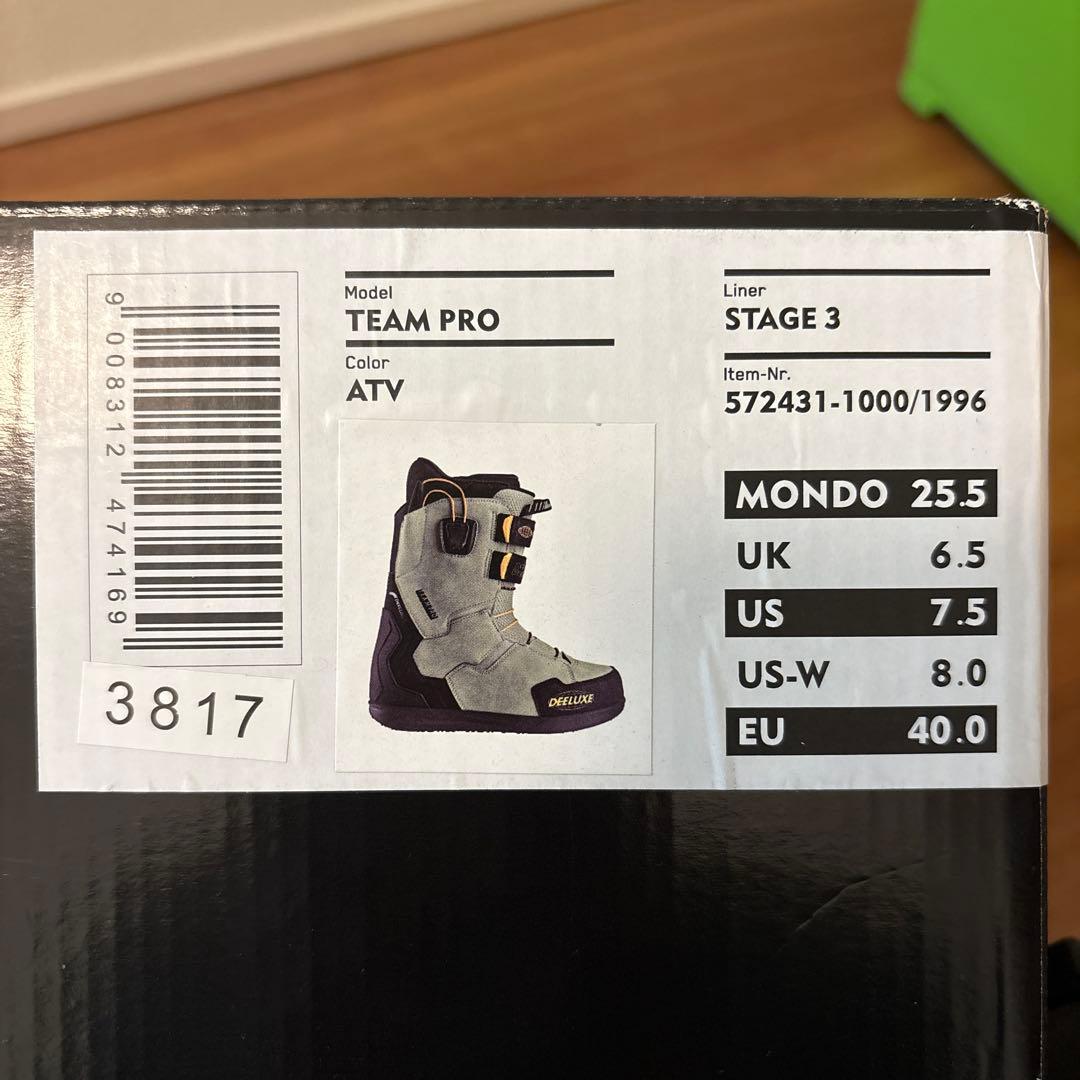 9 008312 474169
3817
Model
TEAM PRO
Color
ATV
DEELUXE
Liner
STAGE 3
Item-Nr.
572431-1000/1996
MONDO 25.5
UK 6.5
US 7.5
US-W 8.0
EU 40.0